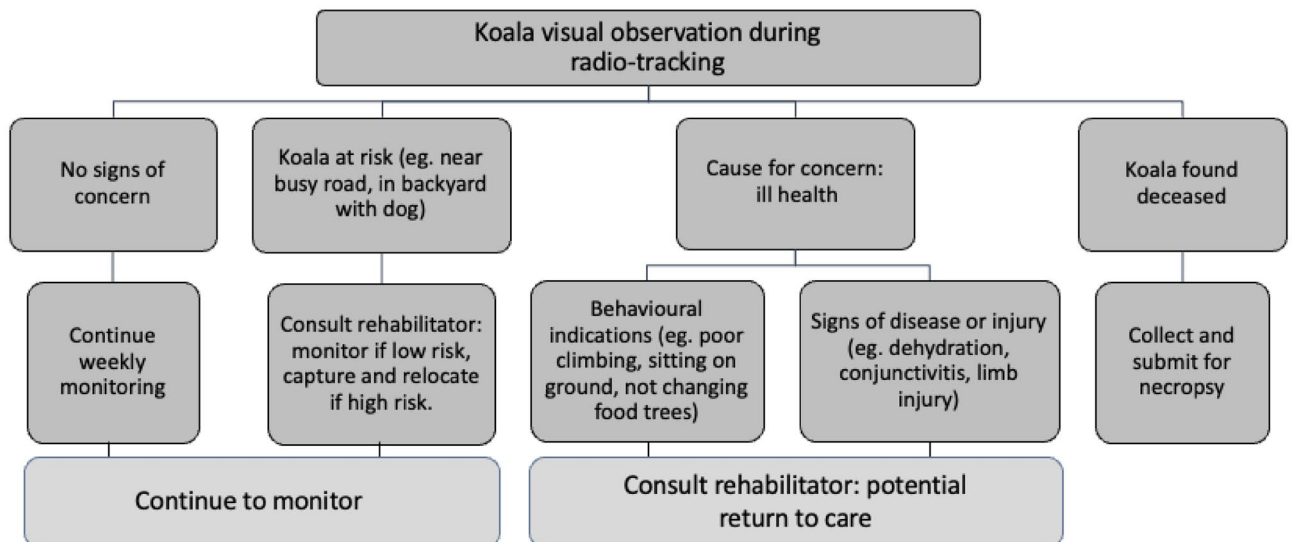 Koala visual observation during
radio-tracking
No signs of
concern
Koala at risk (eg. near
busy road, in backyard
with dog)
Cause for concern:
ill health
Koala found
deceased
Continue
weekly
monitoring
Consult rehabilitator:
monitor if low risk,
capture and relocate
if high risk.
Behavioural
indications (eg. poor
climbing, sitting on
ground, not changing
food trees)
Signs of disease or injury
(eg. dehydration,
conjunctivitis, limb
injury)
Collect and
submit for
necropsy
Continue to monitor
Consult rehabilitator: potential
return to care